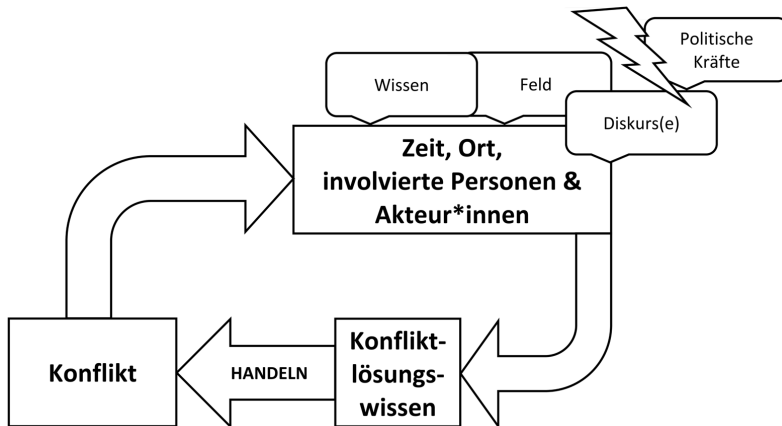 Politische
Kräfte
Wissen
Feld
Diskurs(e)
Zeit, Ort,
involvierte Personen &
Akteur*innen
Konflikt
HANDELN
Konflikt-
lösungs-
wissen